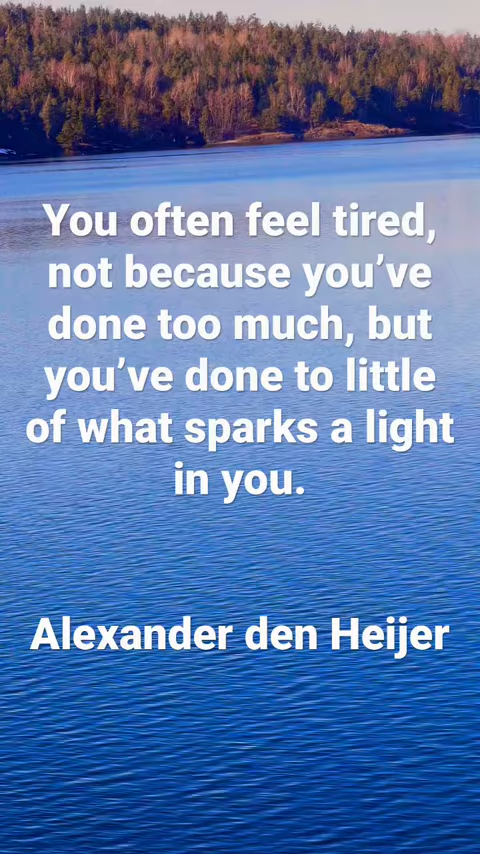 You often feel tired,
not because you’ve
done too much, but
you’ve done to little
of what sparks a light
in you.
Alexander den Heijer